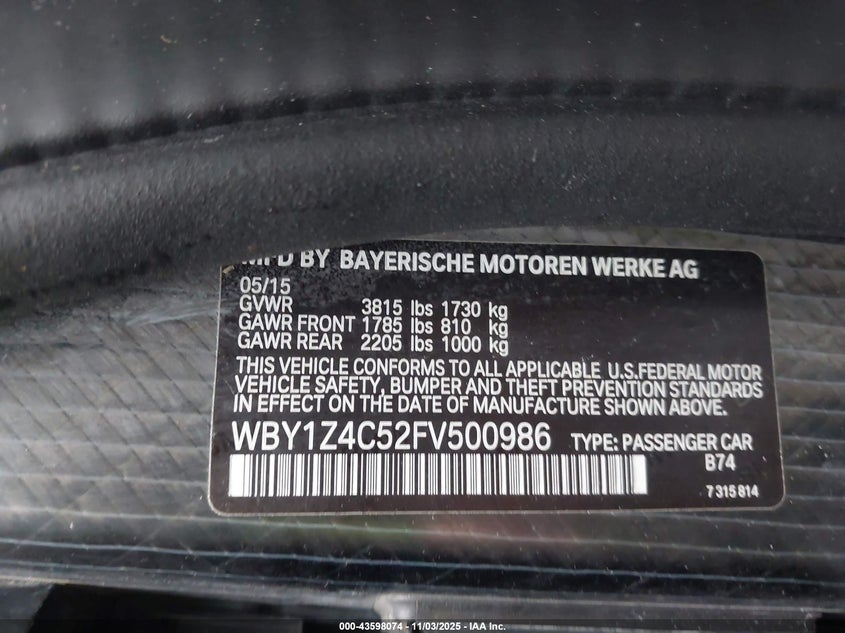 MFD BY BAYERISCHE MOTOREN WERKE AG
05/15
GVWR 3815 lbs 1730 kg
GAWR FRONT 1785 lbs 810 kg
GAWR REAR 2205 lbs 1000 kg
THIS VEHICLE CONFORMS TO ALL APPLICABLE U.S.FEDERAL MOTOR
VEHICLE SAFETY, BUMPER AND THEFT PREVENTION STANDARDS
IN EFFECT ON THE DATE OF MANUFACTURE SHOWN ABOVE.
WBY1Z4C52FV500986 TYPE: PASSENGER CAR
B74
7 315 814
000-43598074 - 11/03/2025 - IAA Inc.